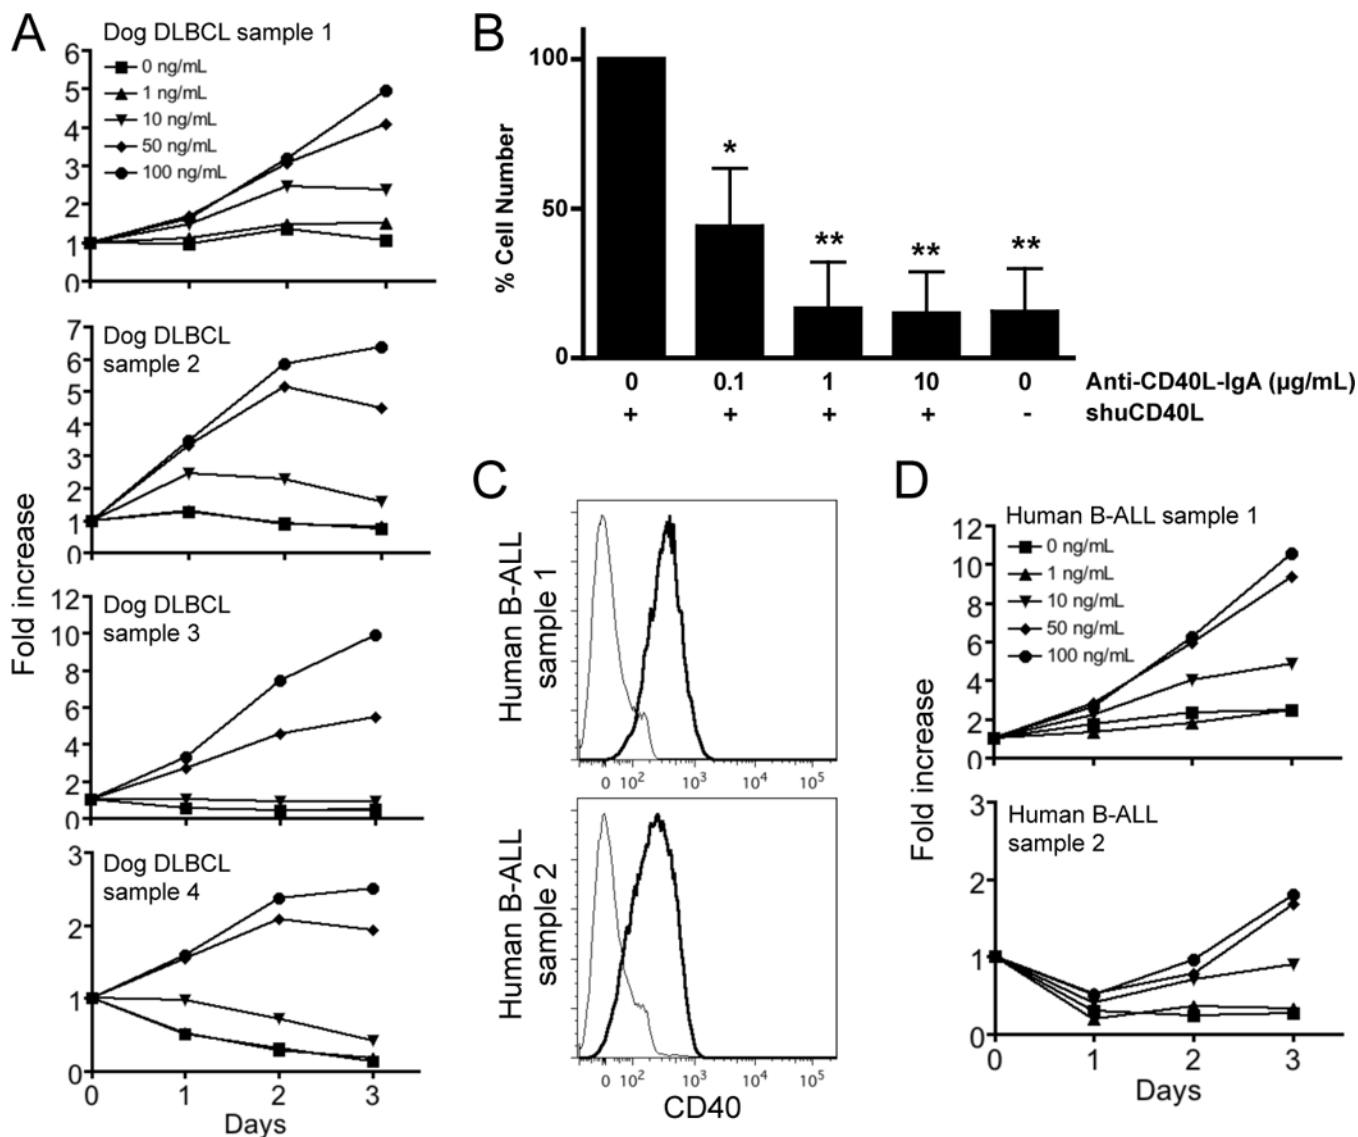 A
Dog DLBCL sample 1
6
5
4
3
2
1
0
0 ng/mL
1 ng/mL
10 ng/mL
50 ng/mL
100 ng/mL
Dog DLBCL
sample 2
7
6
5
4
3
2
1
0
Dog DLBCL
sample 3
12
10
8
6
4
2
0
Dog DLBCL
sample 4
3
2
1
0
0 1 2 3
Days
Fold increase
B
100
50
0
% Cell Number
* ** ** **
0 0.1 1 10 0 Anti-CD40L-IgA (µg/mL)
+ + + + - shuCD40L
C
Human B-ALL
sample 1
0 10² 10³ 10⁴ 10⁵
Human B-ALL
sample 2
0 10² 10³ 10⁴ 10⁵
CD40
D
Human B-ALL sample 1
12
10
8
6
4
2
0
0 ng/mL
1 ng/mL
10 ng/mL
50 ng/mL
100 ng/mL
Human B-ALL
sample 2
3
2
1
0
0 1 2 3
Days
Fold increase